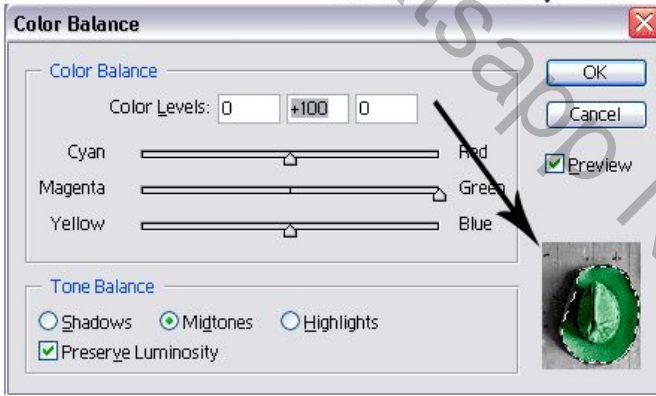 Color Balance
Color Balance
OK
Color Levels: 0 +100 0
Cancel
Cyan Red
Preview
Magenta Green
Yellow Blue
Tone Balance
Shadows Midtones Highlights
Preserve Luminosity